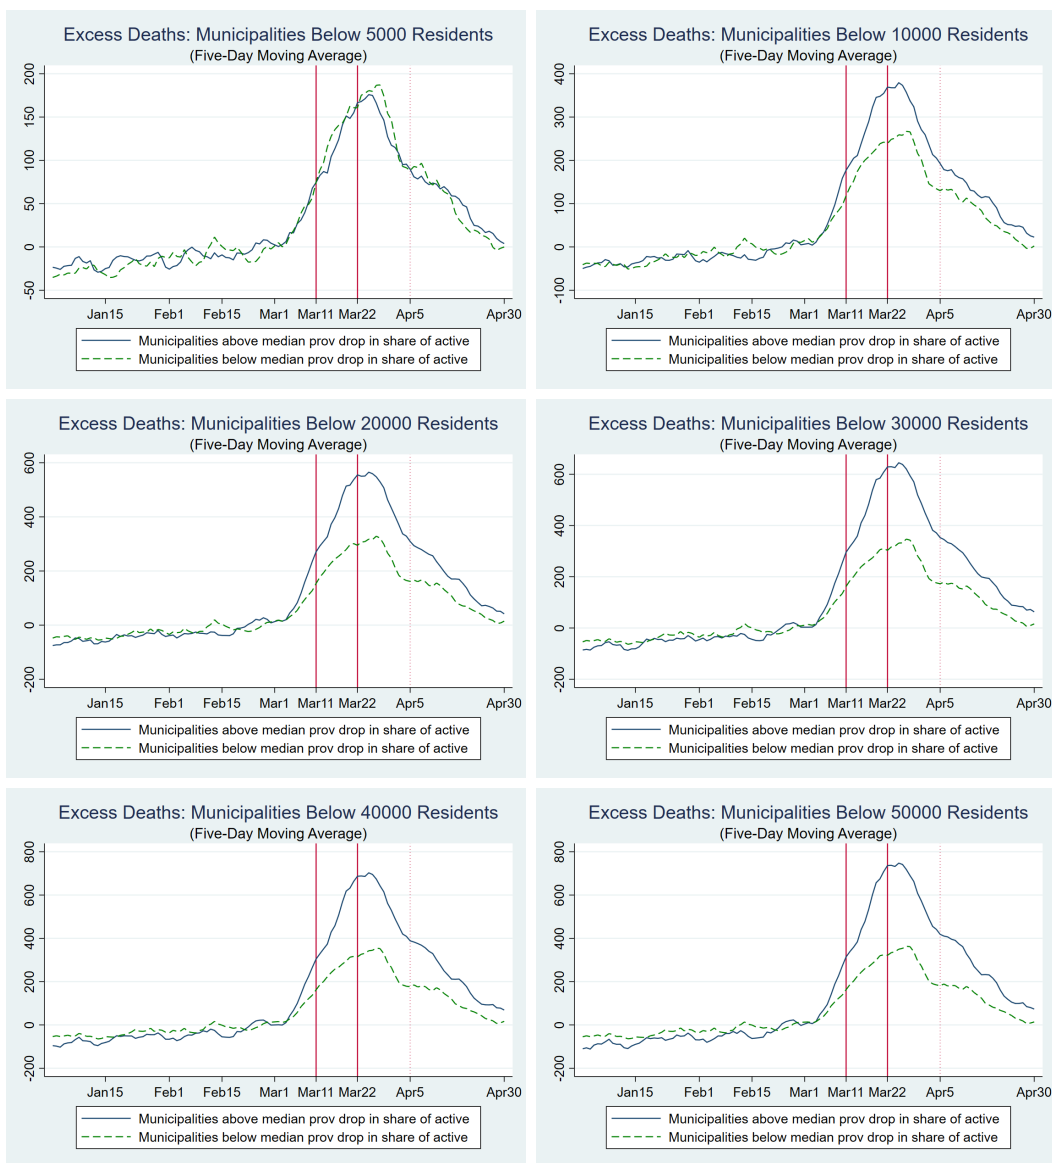 Excess Deaths: Municipalities Below 5000 Residents
(Five-Day Moving Average)
200
150
100
50
0
-50
Jan15 Feb1 Feb15 Mar1 Mar11 Mar22 Apr5 Apr30
Municipalities above median prov drop in share of active
Municipalities below median prov drop in share of active
Excess Deaths: Municipalities Below 10000 Residents
(Five-Day Moving Average)
400
300
200
100
0
-100
Jan15 Feb1 Feb15 Mar1 Mar11 Mar22 Apr5 Apr30
Municipalities above median prov drop in share of active
Municipalities below median prov drop in share of active
Excess Deaths: Municipalities Below 20000 Residents
(Five-Day Moving Average)
600
400
200
0
-200
Jan15 Feb1 Feb15 Mar1 Mar11 Mar22 Apr5 Apr30
Municipalities above median prov drop in share of active
Municipalities below median prov drop in share of active
Excess Deaths: Municipalities Below 30000 Residents
(Five-Day Moving Average)
600
400
200
0
-200
Jan15 Feb1 Feb15 Mar1 Mar11 Mar22 Apr5 Apr30
Municipalities above median prov drop in share of active
Municipalities below median prov drop in share of active
Excess Deaths: Municipalities Below 40000 Residents
(Five-Day Moving Average)
800
600
400
200
0
-200
Jan15 Feb1 Feb15 Mar1 Mar11 Mar22 Apr5 Apr30
Municipalities above median prov drop in share of active
Municipalities below median prov drop in share of active
Excess Deaths: Municipalities Below 50000 Residents
(Five-Day Moving Average)
800
600
400
200
0
-200
Jan15 Feb1 Feb15 Mar1 Mar11 Mar22 Apr5 Apr30
Municipalities above median prov drop in share of active
Municipalities below median prov drop in share of active